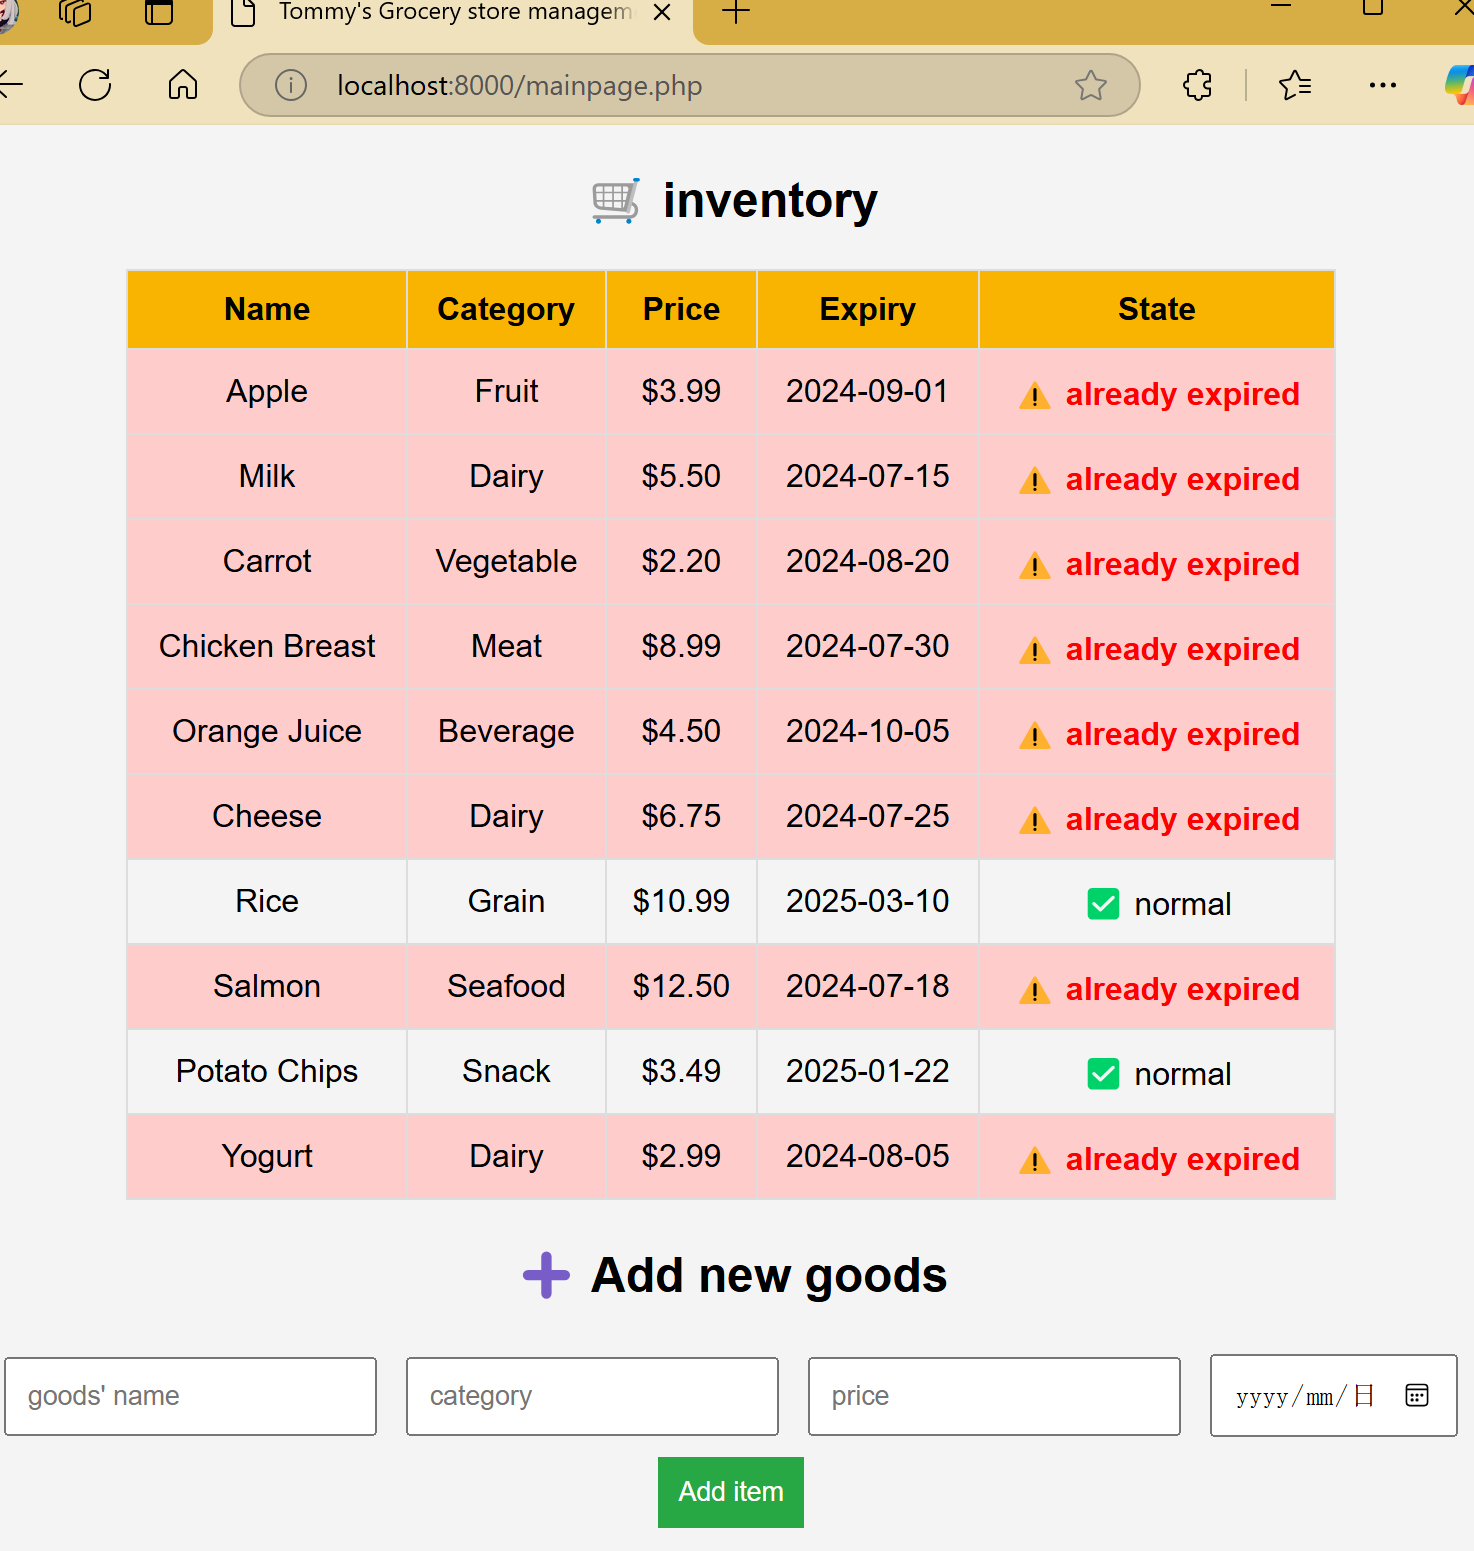 Tommy's Grocery store managem
localhost:8000/mainpage.php
inventory
Name Category Price Expiry State
Apple Fruit $3.99 2024-09-01 already expired
Milk Dairy $5.50 2024-07-15 already expired
Carrot Vegetable $2.20 2024-08-20 already expired
Chicken Breast Meat $8.99 2024-07-30 already expired
Orange Juice Beverage $4.50 2024-10-05 already expired
Cheese Dairy $6.75 2024-07-25 already expired
Rice Grain $10.99 2025-03-10 normal
Salmon Seafood $12.50 2024-07-18 already expired
Potato Chips Snack $3.49 2025-01-22 normal
Yogurt Dairy $2.99 2024-08-05 already expired
Add new goods
goods' name category price yyyy/mm/日
Add item